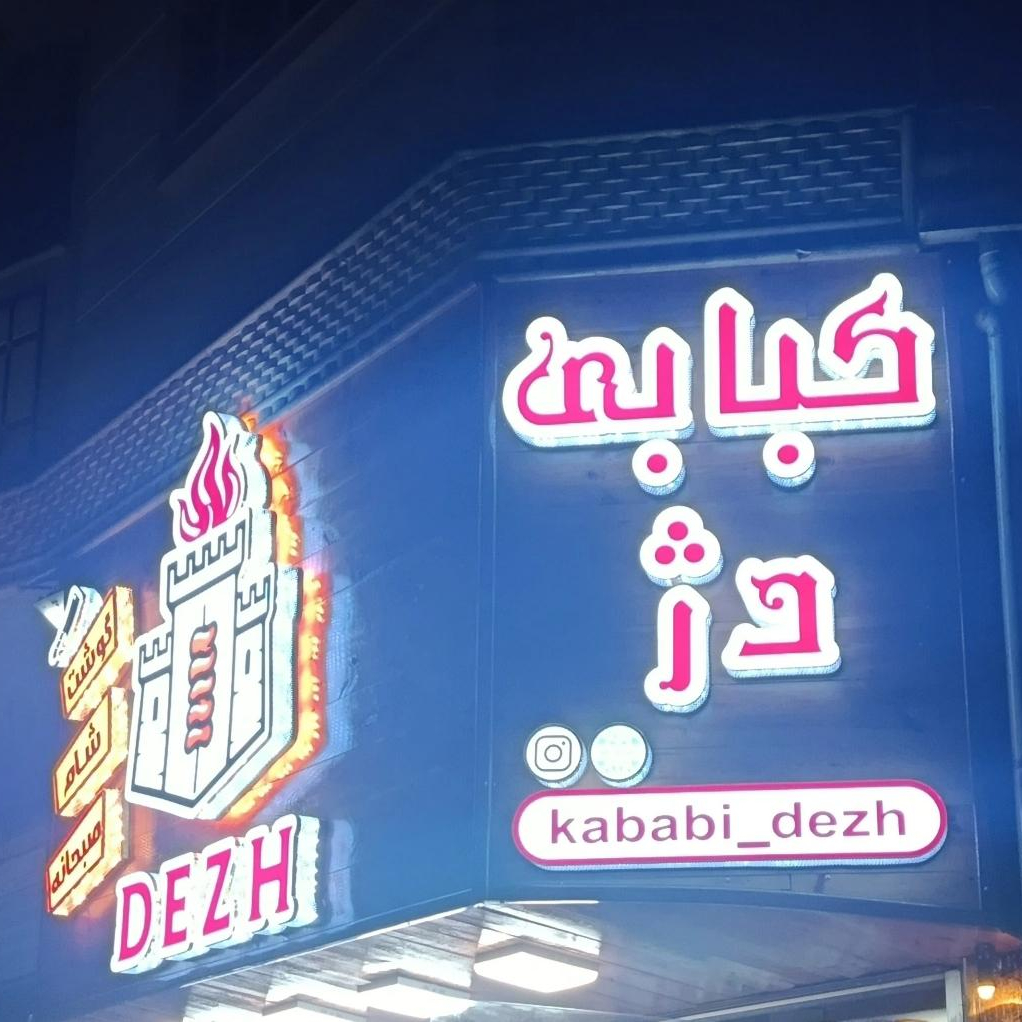 کبابی
دژ
kababi_dezh
گوشت
شام
صبحانه
DEZH